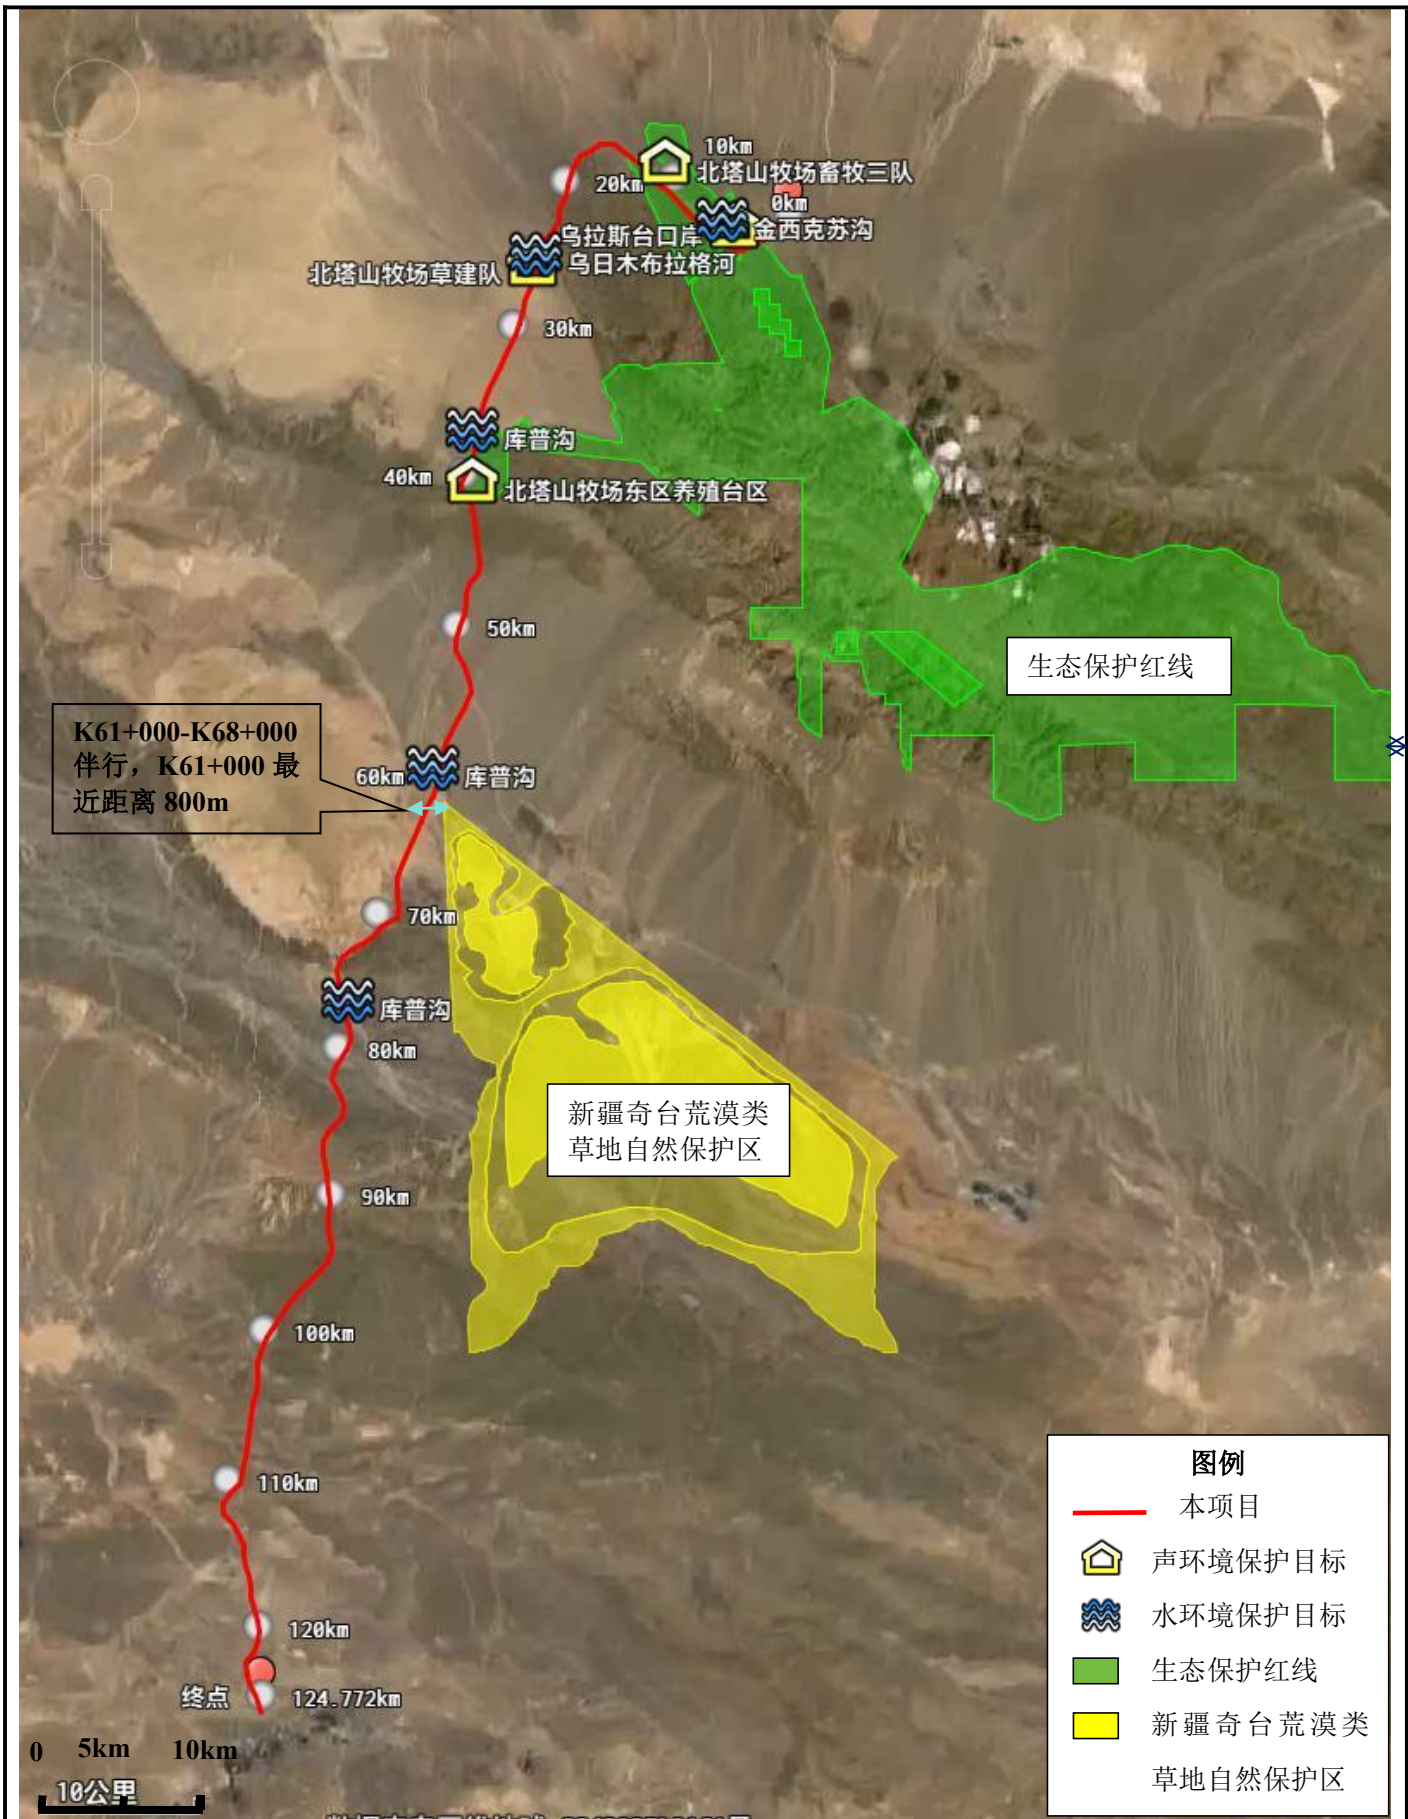 10km
北塔山牧场畜牧三队
20km
0km
乌拉斯台口岸
金西克苏沟
北塔山牧场草建队
乌日木布拉格河
30km
库普沟
40km
北塔山牧场东区养殖台区
50km
生态保护红线
K61+000-K68+000
伴行，K61+000 最
近距离 800m
60km
库普沟
70km
库普沟
80km
新疆奇台荒漠类
草地自然保护区
90km
100km
110km
120km
终点
124.772km
图例
本项目
声环境保护目标
水环境保护目标
生态保护红线
新疆奇台荒漠类
草地自然保护区
0 5km 10km
10公里